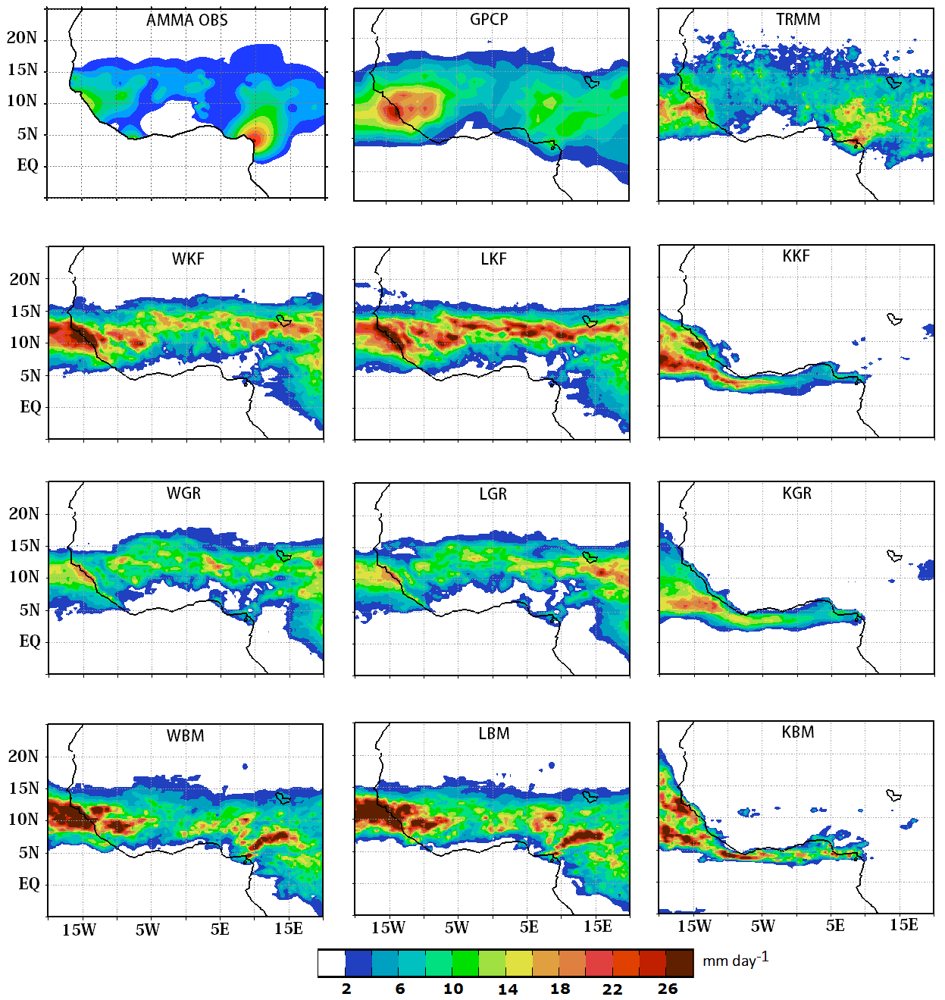 AMMA OBS GPCP TRMM
20N
15N
10N
5N
EQ
WKF LKF KKF
20N
15N
10N
5N
EQ
WGR LGR KGR
20N
15N
10N
5N
EQ
WBM LBM KBM
20N
15N
10N
5N
EQ
15W 5W 5E 15E 15W 5W 5E 15E 15W 5W 5E 15E
mm day-1
2 6 10 14 18 22 26